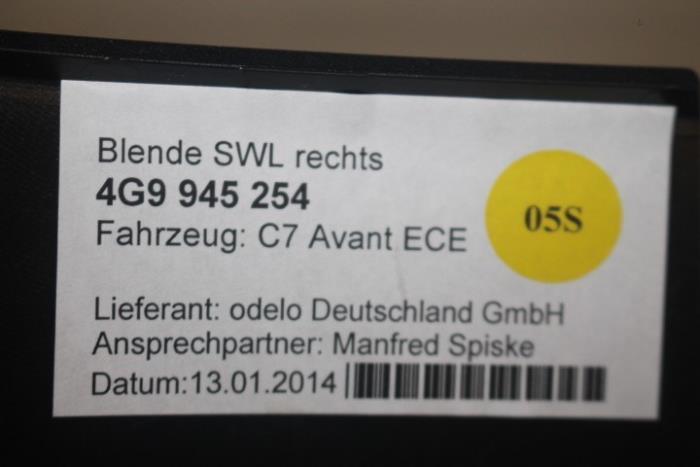 Blende SWL rechts
4G9 945 254
Fahrzeug: C7 Avant ECE
05S
Lieferant: odelo Deutschland GmbH
Ansprechpartner: Manfred Spiske
Datum:13.01.2014